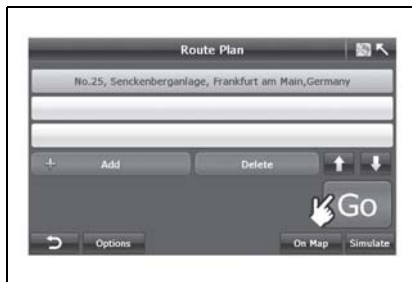 Route Plan
No.25, Senckenberganlage, Frankfurt am Main,Germany
+ Add Delete
Go
Options On Map Simulate